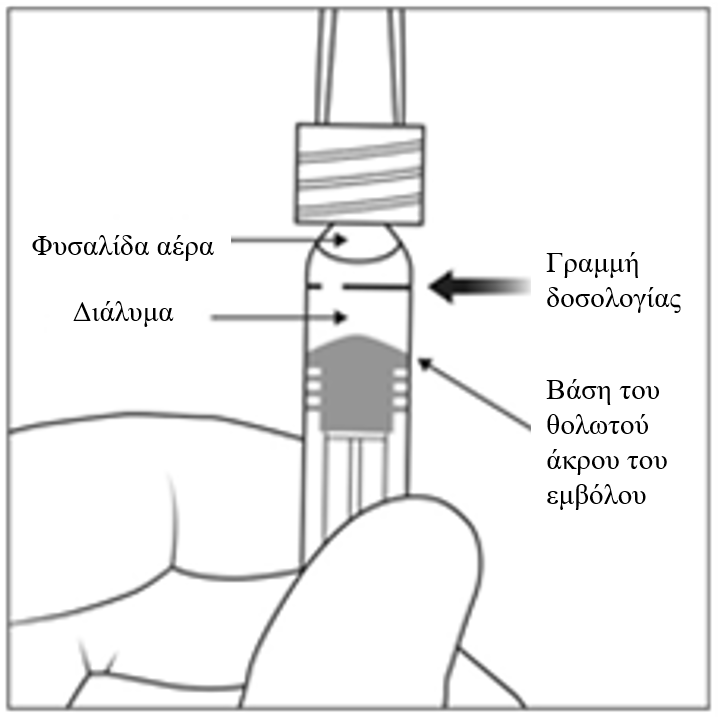 Φυσαλίδα αέρα
Γραμμή
δοσολογίας
Διάλυμα
Βάση του
θολωτού
άκρου του
εμβόλου